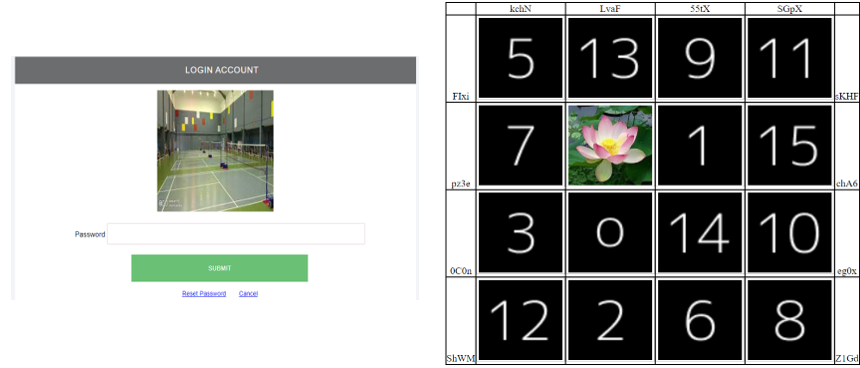 LOGIN ACCOUNT
Password
SUBMIT
Reset Password Cancel
kchN LvaF 55tX SGpX
FIxi 5 13 9 11 sKHF
pz3e 7 1 15 chA6
0C0n 3 0 14 10 eg0x
ShWM 12 2 6 8 Z1Gd